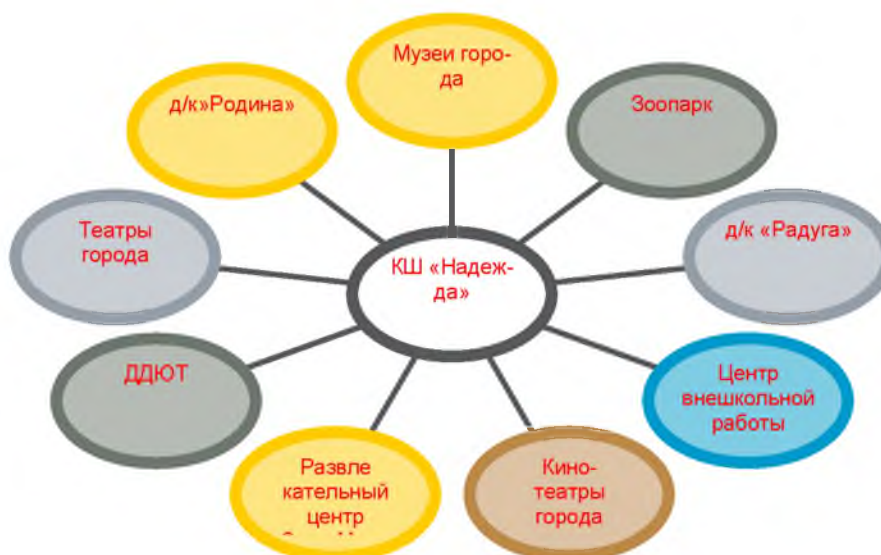 Музеи горо-
да
д/к»Родина»
Зоопарк
Театры
города
д/к «Радуга»
КШ «Надеж-
да»
ДДЮТ
Центр
внешкольной
работы
Развле
кательный
центр
Кино-
театры
города